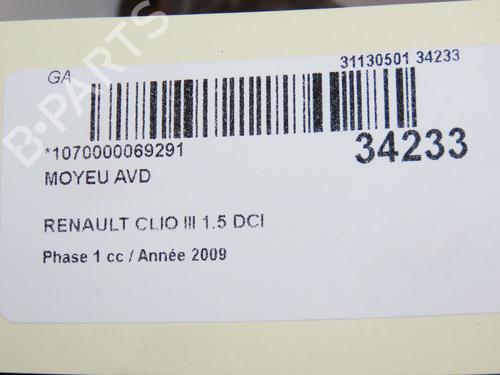 GA
31130501 34233
*1070000069291
34233
MOYEU AVD
RENAULT CLIO III 1.5 DCI
Phase 1 cc / Année 2009
B-PARTS